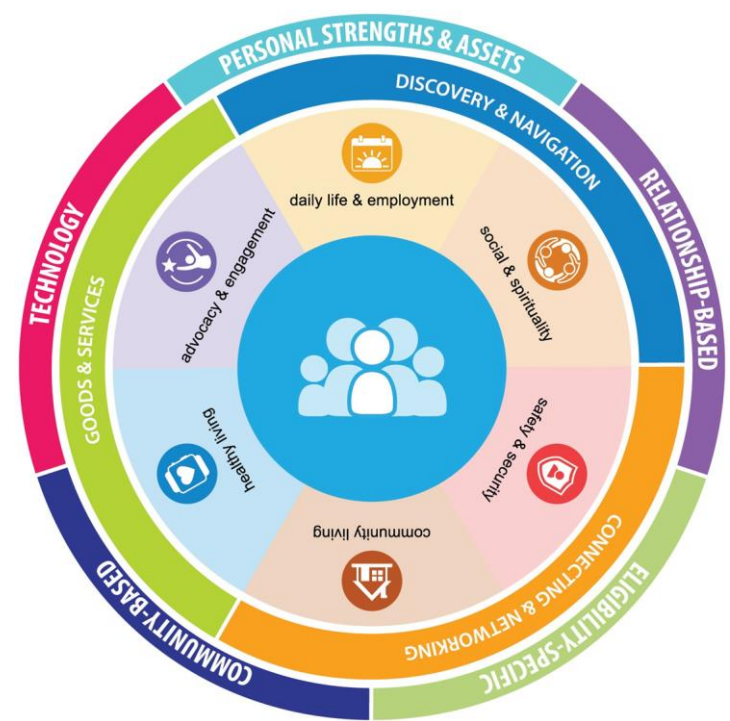 PERSONAL STRENGTHS & ASSETS
RELATIONSHIP-BASED
ELIGIBILITY-SPECIFIC
COMMUNITY-BASED
TECHNOLOGY
DISCOVERY & NAVIGATION
CONNECTING & NETWORKING
GOODS & SERVICES
daily life & employment
social & spirituality
safety & security
community living
healthy living
advocacy & engagement